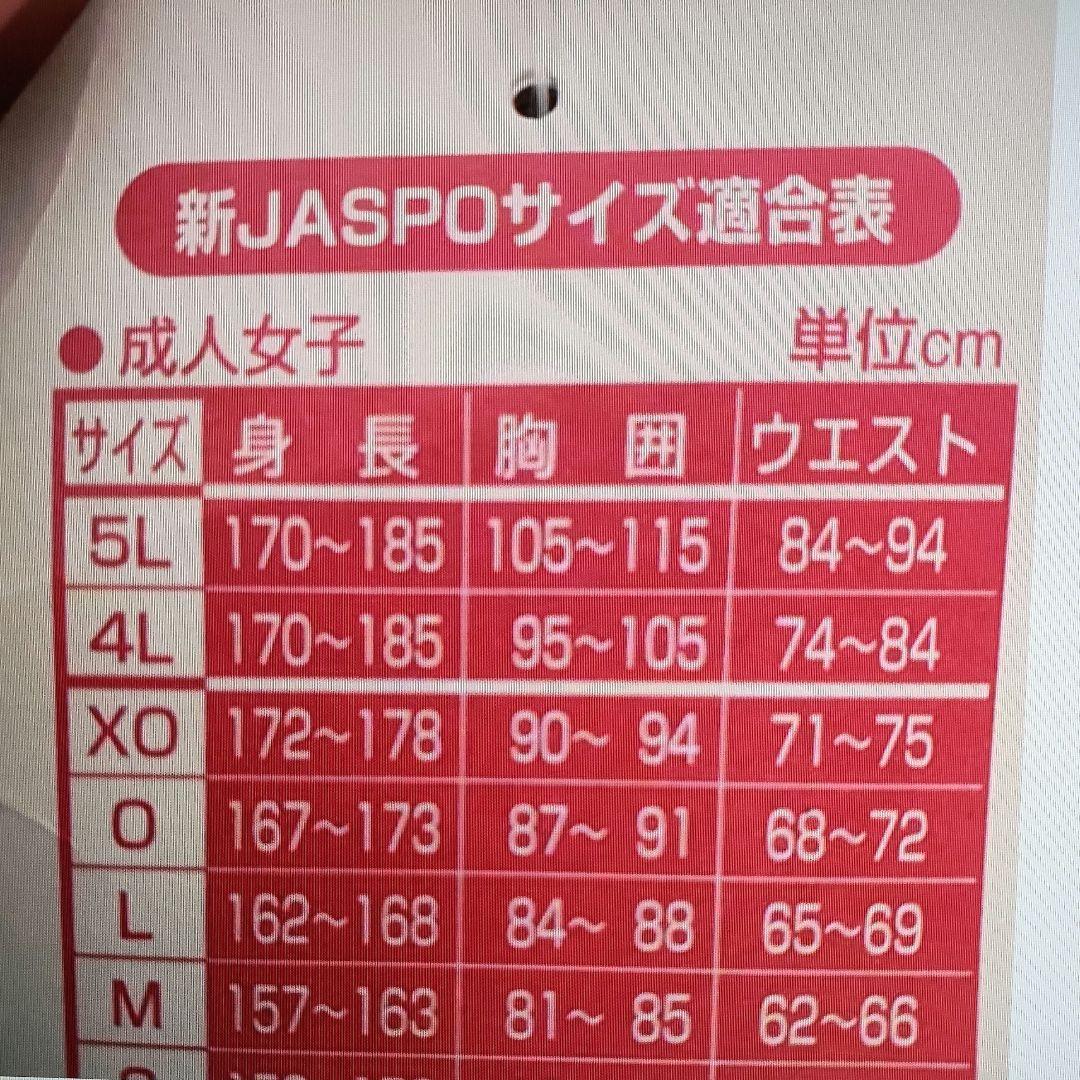 新JASPOサイズ適合表
●成人女子 単位cm
サイズ 身長 胸囲 ウエスト
5L 170〜185 105〜115 84〜94
4L 170〜185 95〜105 74〜84
XO 172〜178 90〜94 71〜75
O 167〜173 87〜91 68〜72
L 162〜168 84〜88 65〜69
M 157〜163 81〜85 62〜66